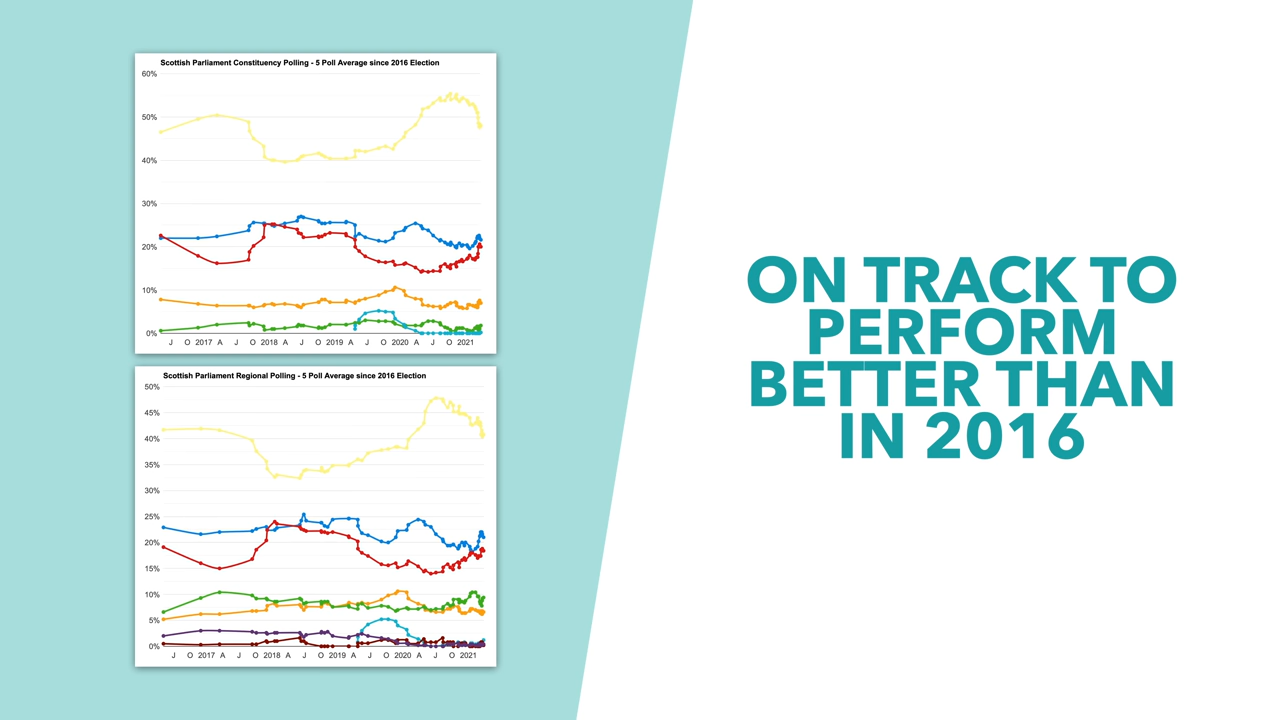 Scottish Parliament Constituency Polling - 5 Poll Average since 2016 Election
60%
50%
40%
30%
20%
10%
0%
J O 2017 A J O 2018 A J O 2019 A J O 2020 A J O 2021
Scottish Parliament Regional Polling - 5 Poll Average since 2016 Election
50%
45%
40%
35%
30%
25%
20%
15%
10%
5%
0%
J O 2017 A J O 2018 A J O 2019 A J O 2020 A J O 2021
ON TRACK TO
PERFORM
BETTER THAN
IN 2016